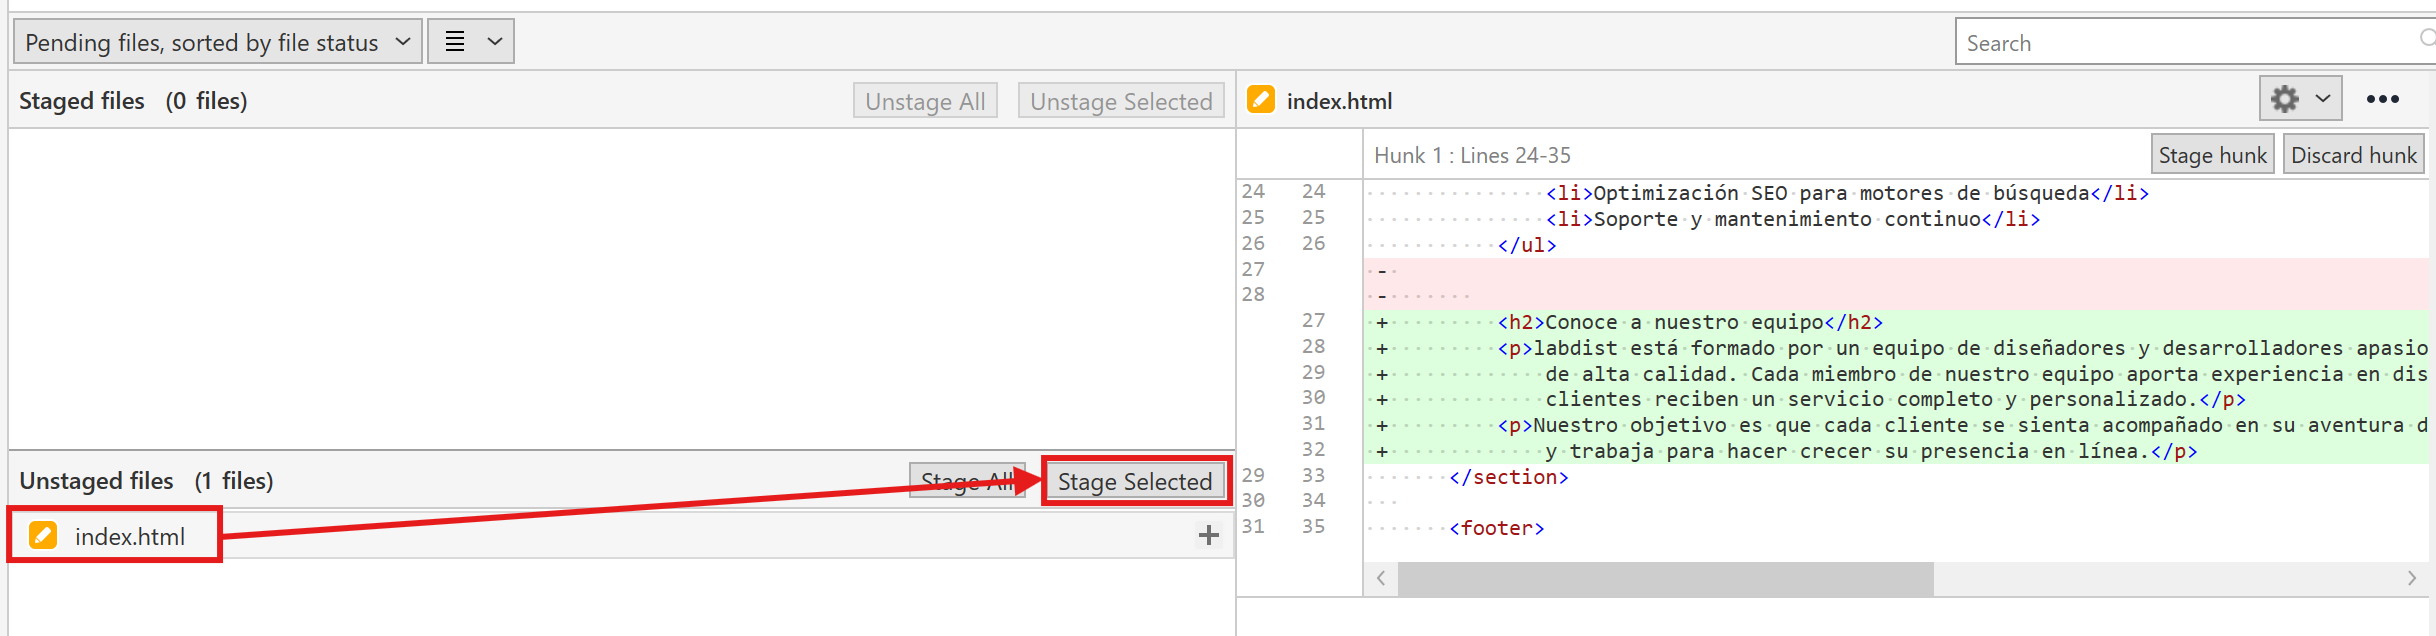 Pending files, sorted by file status
Search
Staged files (0 files)
Unstage All
Unstage Selected
index.html
Hunk 1 : Lines 24-35
Stage hunk
Discard hunk
24 24 <li>Optimización SEO para motores de búsqueda</li>
25 25 <li>Soporte y mantenimiento continuo</li>
26 26 </ul>
27 -
28 -
27 + <h2>Conoce a nuestro equipo</h2>
28 + <p>labdist está formado por un equipo de diseñadores y desarrolladores apasio
29 + de alta calidad. Cada miembro de nuestro equipo aporta experiencia en dis
30 + clientes reciben un servicio completo y personalizado.</p>
31 + <p>Nuestro objetivo es que cada cliente se sienta acompañado en su aventura d
32 + y trabaja para hacer crecer su presencia en línea.</p>
29 33 </section>
30 34
31 35 <footer>
Unstaged files (1 files)
Stage All
Stage Selected
index.html